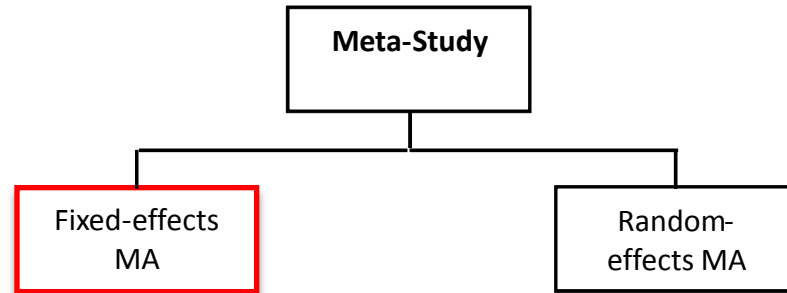 Meta-Study
Fixed-effects
MA
Random-
effects MA